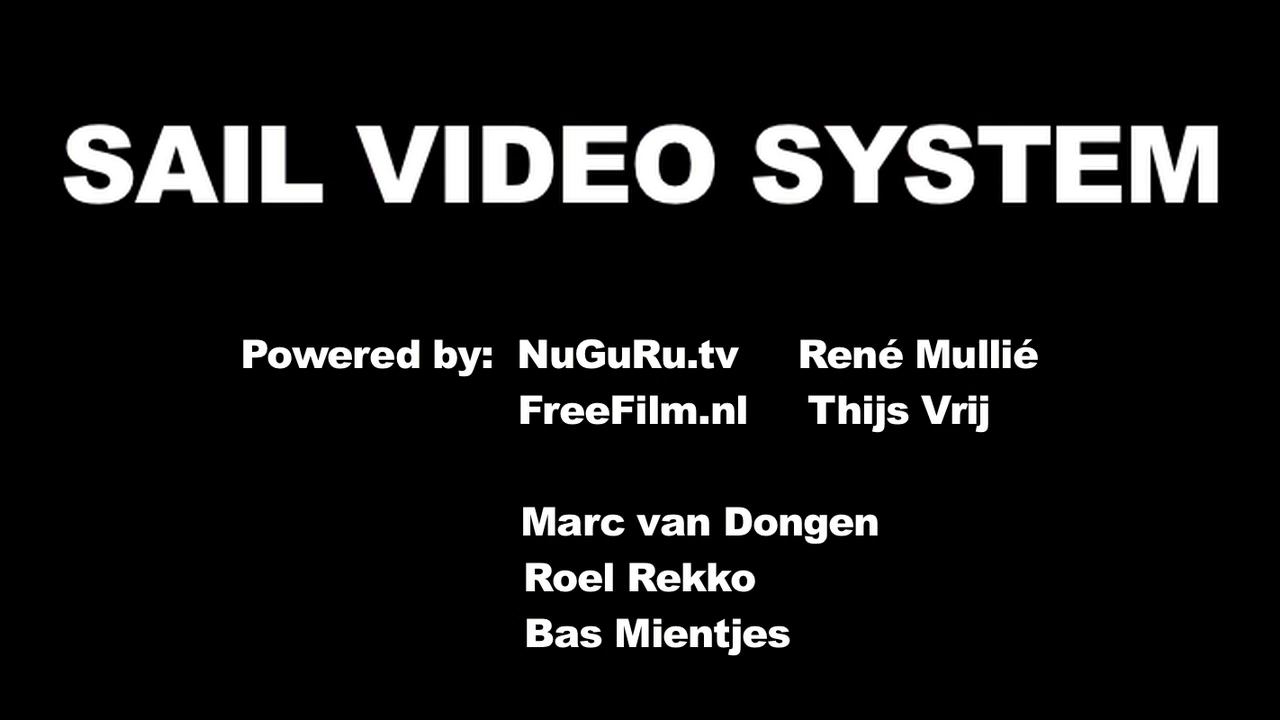 SAIL VIDEO SYSTEM
Powered by: NuGuRu.tv René Mullié
FreeFilm.nl Thijs Vrij
Marc van Dongen
Roel Rekko
Bas Mientjes